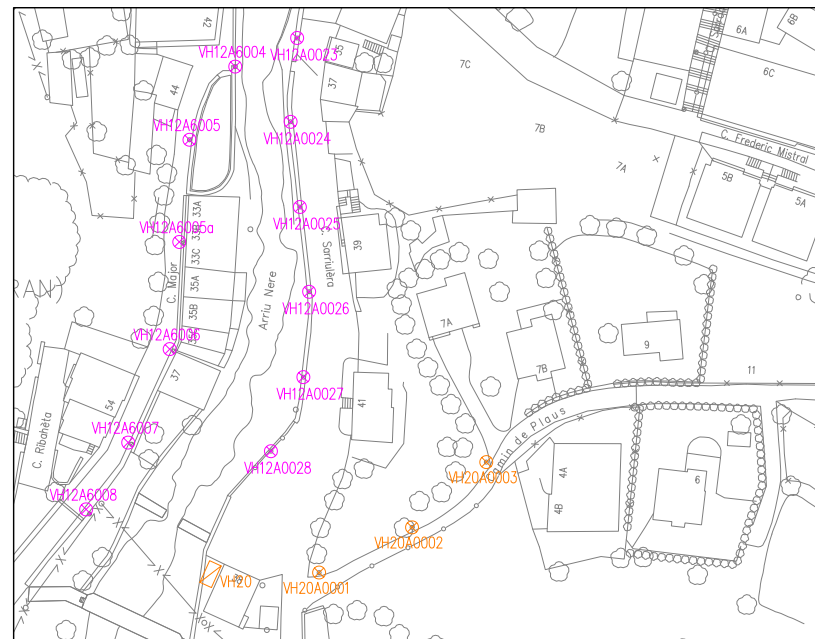 42
VH12A6004
VH12A0023
35
6A
6B
7C
6C
44
37
VH12A6005
VH12A0024
7B
C. Frederic Mistral
7A
5B
5A
33A
VH12A0025
VH12A6005a
33C
C. Sarriulèra
39
C. Major
35A
Arriu Nere
VH12A0026
RAN)
35B
7A
VH12A6006
9
7B
11
37
VH12A0027
41
54
C. Ribahèta
VH12A6007
Camin de Plaus
VH12A0028
VH20A0003
4A
6
VH12A6008
4B
VH20A0002
VH20
38
VH20A0001